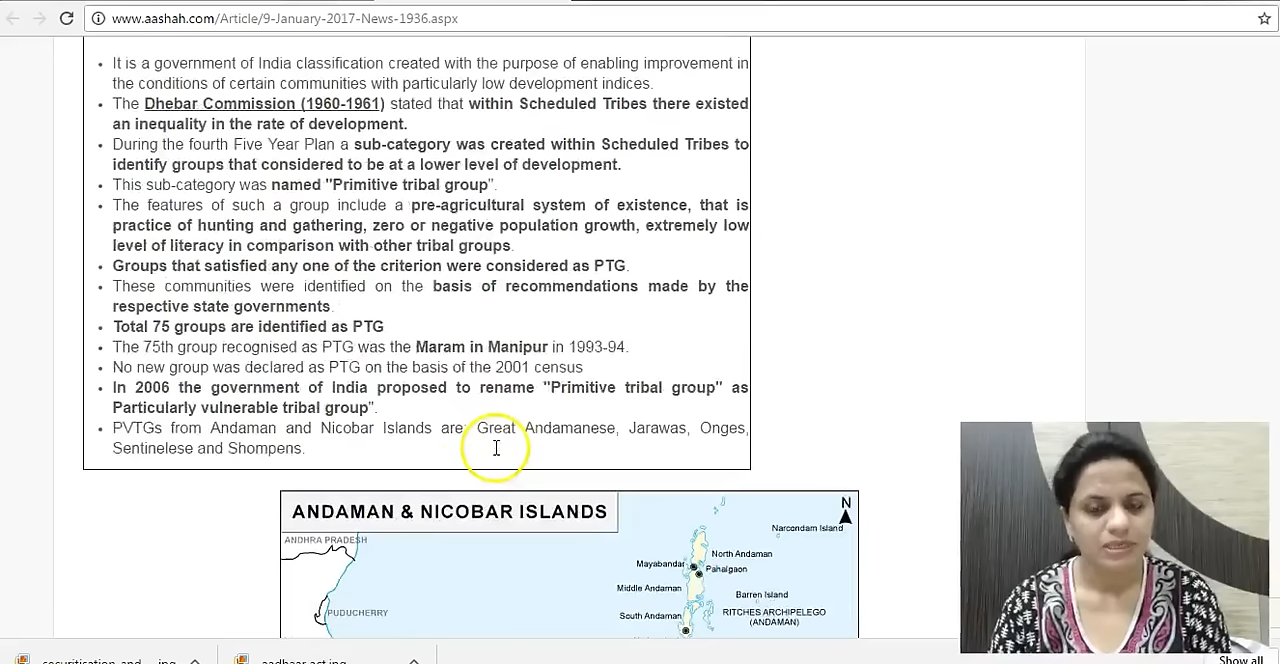 www.aashah.com/Article/9-January-2017-News-1936.aspx
It is a government of India classification created with the purpose of enabling improvement in
the conditions of certain communities with particularly low development indices.
The Dhebar Commission (1960-1961) stated that within Scheduled Tribes there existed
an inequality in the rate of development.
During the fourth Five Year Plan a sub-category was created within Scheduled Tribes to
identify groups that considered to be at a lower level of development.
This sub-category was named "Primitive tribal group".
The features of such a group include a pre-agricultural system of existence, that is
practice of hunting and gathering, zero or negative population growth, extremely low
level of literacy in comparison with other tribal groups.
Groups that satisfied any one of the criterion were considered as PTG.
These communities were identified on the basis of recommendations made by the
respective state governments.
Total 75 groups are identified as PTG
The 75th group recognised as PTG was the Maram in Manipur in 1993-94.
No new group was declared as PTG on the basis of the 2001 census
In 2006 the government of India proposed to rename "Primitive tribal group" as
Particularly vulnerable tribal group".
PVTGs from Andaman and Nicobar Islands are: Great Andamanese, Jarawas, Onges,
Sentinelese and Shompens.
ANDAMAN & NICOBAR ISLANDS
N
Narcondam Island
ANDHRA PRADESH
North Andaman
Mayabandar
Pahalgaon
Middle Andaman
Barren Island
PUDUCHERRY
South Andaman
RITCHES ARCHIPELEGO
(ANDAMAN)
Show all